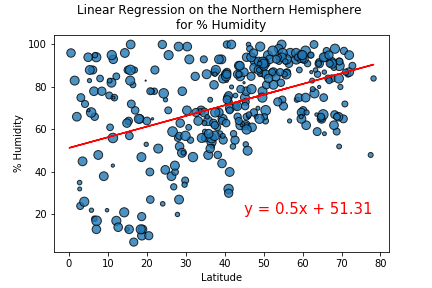 Linear Regression on the Northern Hemisphere
for % Humidity
100
80
60
40
20
% Humidity
y = 0.5x + 51.31
0 10 20 30 40 50 60 70 80
Latitude